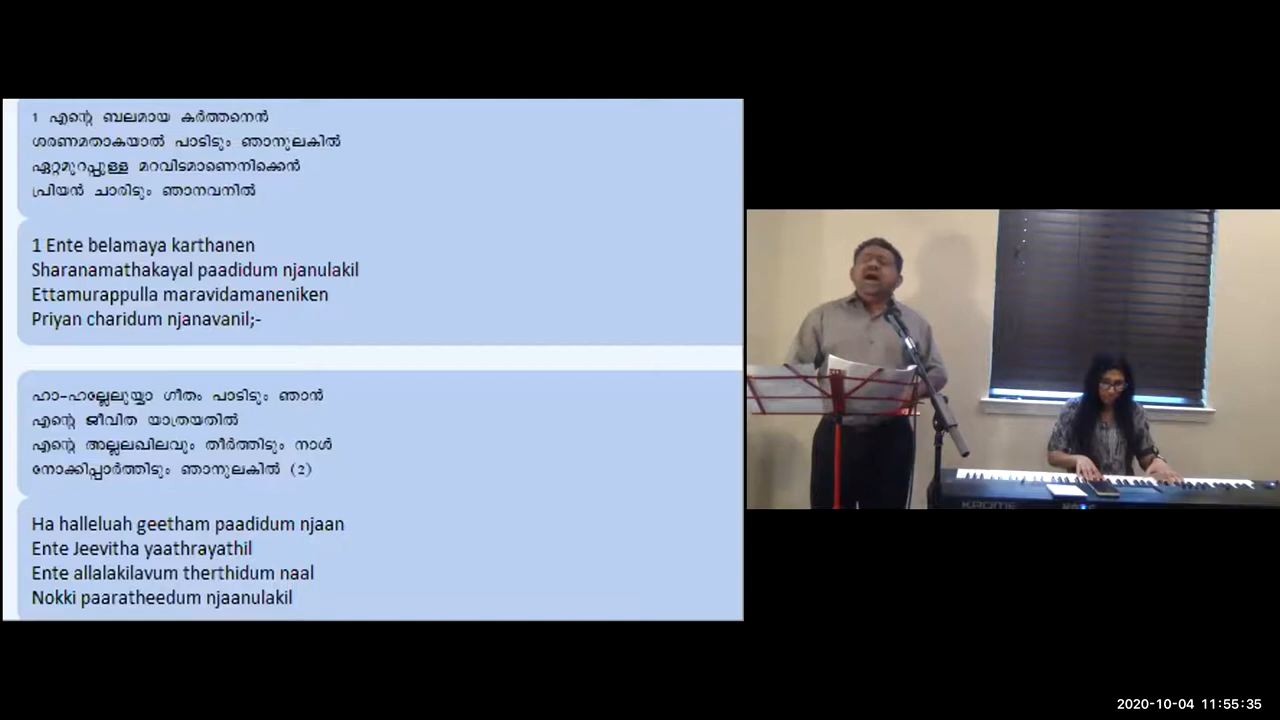 1 എന്റെ ബലമായ കർത്തനെൻ
ശരണമതാകയാൽ പാടിടും ഞാനുലകിൽ
ഏറ്റമുറപ്പുള്ള മറവിടമാണെനിക്കെൻ
പ്രിയൻ ചാരിടും ഞാനവനിൽ
1 Ente belamaya karthanen
Sharanamathakayal paadidum njanulakil
Ettamurappulla maravidamaneniken
Priyan charidum njanavanil;-
ഹാ-ഹല്ലേലുയ്യാ ഗീതം പാടിടും ഞാൻ
എന്റെ ജീവിത യാത്രയതിൽ
എന്റെ അല്ലലഖിലവും തീർത്തിടും നാൾ
നോക്കിപ്പാർത്തിടും ഞാനുലകിൽ (2)
Ha halleluah geetham paadidum njaan
Ente Jeevitha yaathrayathil
Ente allalakilavum therthidum naal
Nokki paaratheedum njaanulakil
KROME
2020-10-04 11:55:35